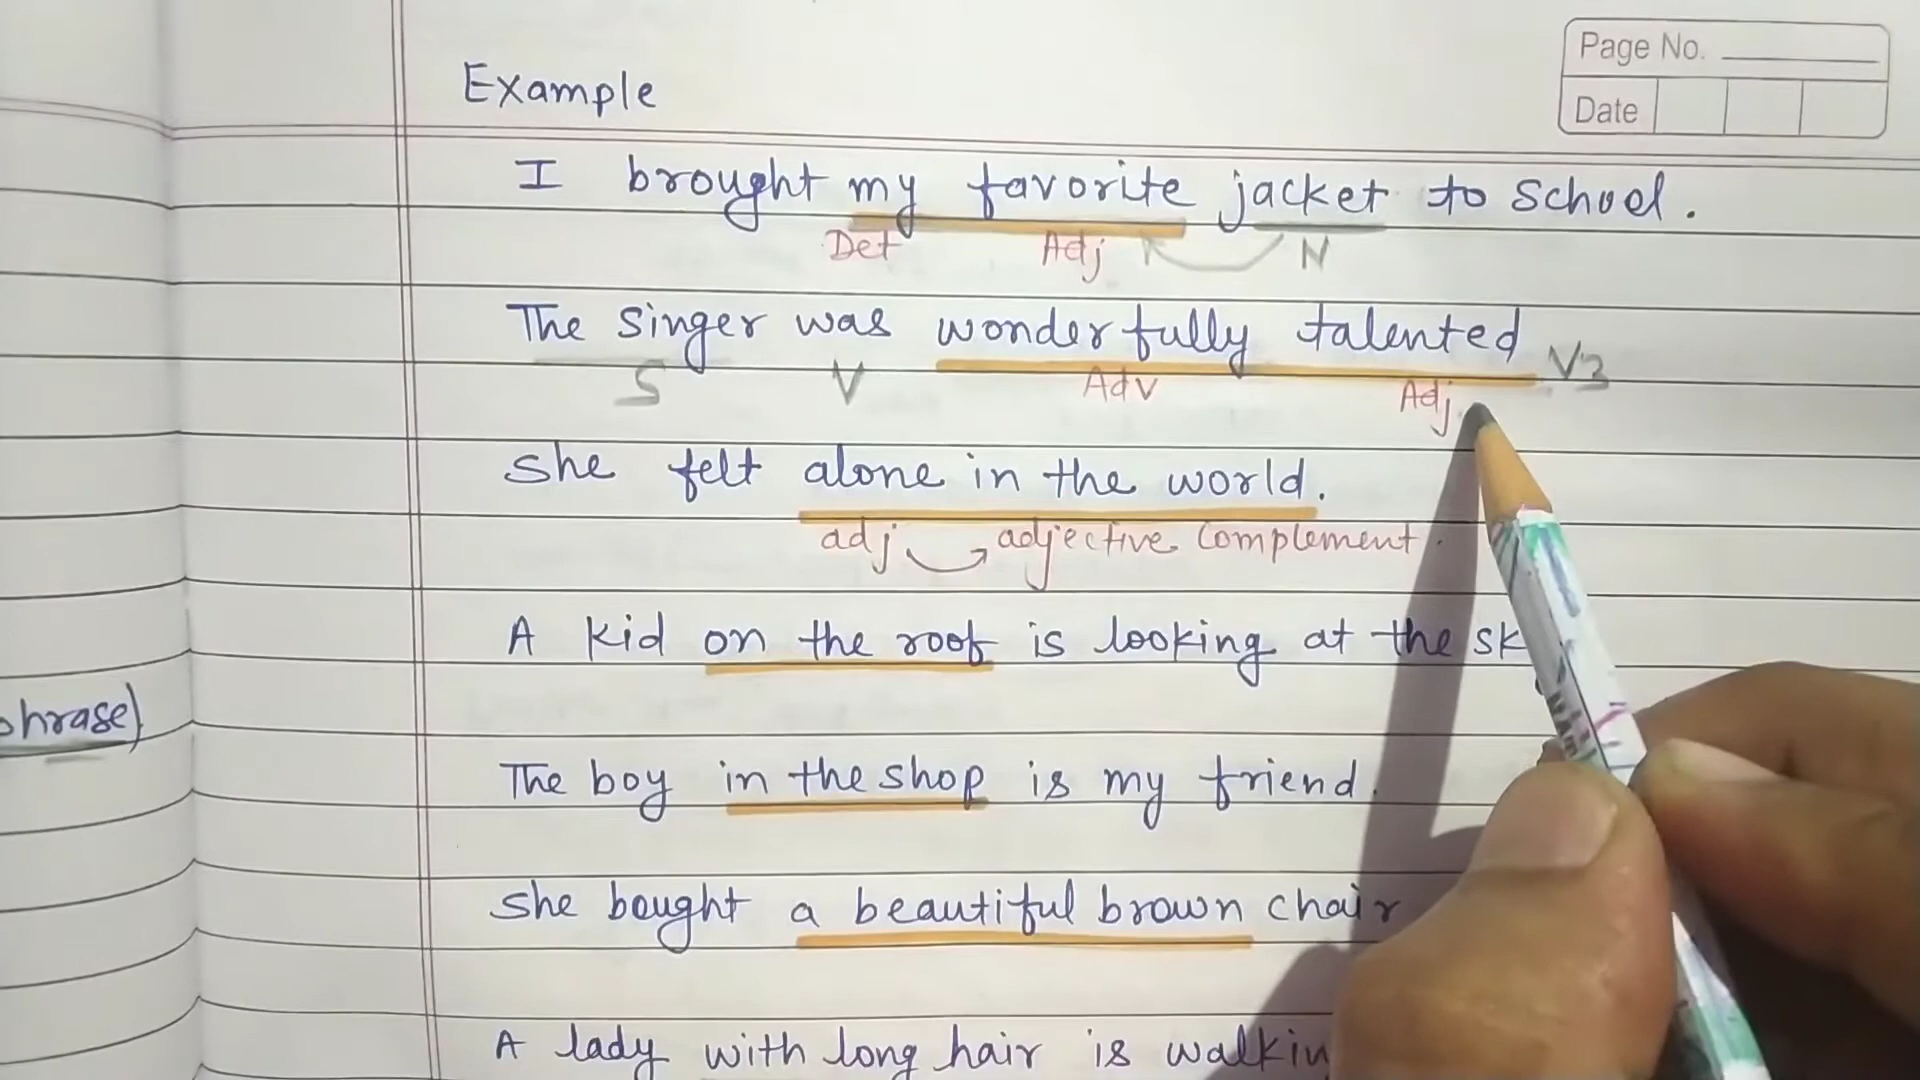 Page No.
Date
Example
I brought my favorite jacket to school.
Det Adj N
The singer was wonderfully talented
S V Adv Adj V3
She felt alone in the world.
adj adjective complement.
A kid on the roof is looking at the sk
phrase)
The boy in the shop is my friend.
She bought a beautiful brown chair
A lady with long hair is walkin